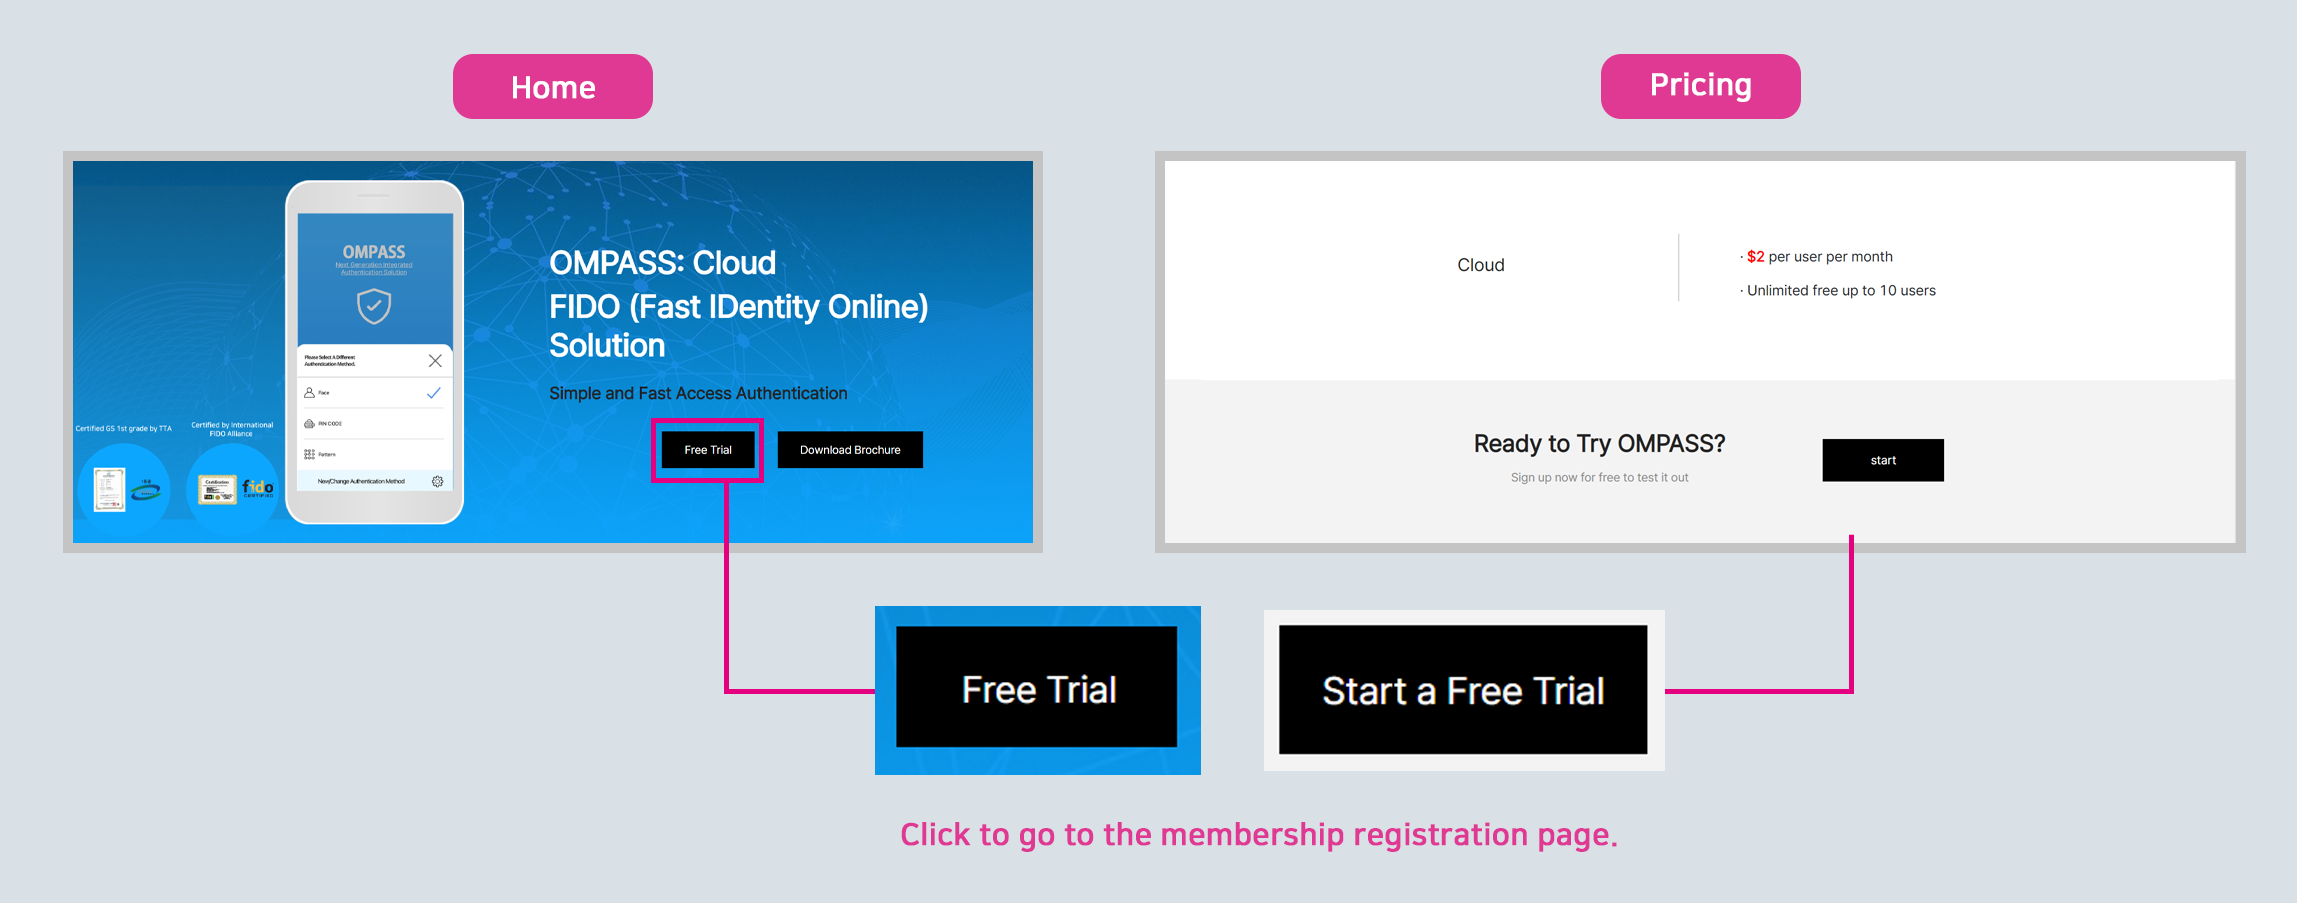 Home
Pricing
OMPASS
Next Generation Integrated
Authentication Solution
Please Select A Different
Authentication Method.
Face
PIN CODE
Pattern
New/Change Authentication Method
Certified GS 1st grade by TTA
Certified by International
FIDO Alliance
Certification
fido
CERTIFIED
OMPASS: Cloud
FIDO (Fast IDentity Online)
Solution
Simple and Fast Access Authentication
Free Trial
Download Brochure
Cloud
· $2 per user per month
· Unlimited free up to 10 users
Ready to Try OMPASS?
Sign up now for free to test it out
start
Free Trial
Start a Free Trial
Click to go to the membership registration page.